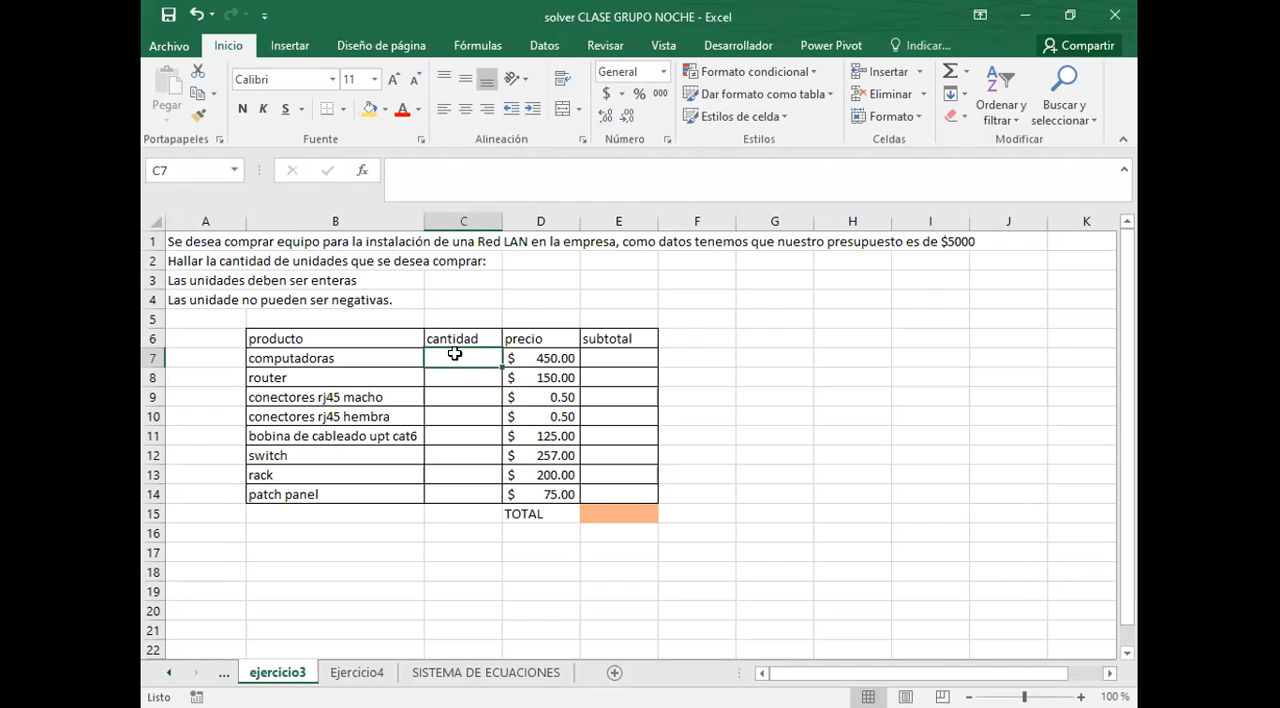 solver CLASE GRUPO NOCHE - Excel
Archivo Inicio Insertar Diseño de página Fórmulas Datos Revisar Vista Desarrollador Power Pivot Indicar... Compartir
Pegar
Calibri 11
N K S
General
$ % 000
Formato condicional
Dar formato como tabla
Estilos de celda
Insertar
Eliminar
Formato
Ordenar y filtrar
Buscar y seleccionar
Portapapeles Fuente Alineación Número Estilos Celdas Modificar
C7 fx
A B C D E F G H I J K
1 Se desea comprar equipo para la instalación de una Red LAN en la empresa, como datos tenemos que nuestro presupuesto es de $5000
2 Hallar la cantidad de unidades que se desea comprar:
3 Las unidades deben ser enteras
4 Las unidade no pueden ser negativas.
5
6 producto cantidad precio subtotal
7 computadoras $ 450.00
8 router $ 150.00
9 conectores rj45 macho $ 0.50
10 conectores rj45 hembra $ 0.50
11 bobina de cableado upt cat6 $ 125.00
12 switch $ 257.00
13 rack $ 200.00
14 patch panel $ 75.00
15 TOTAL
16
17
18
19
20
21
22
... ejercicio3 Ejercicio4 SISTEMA DE ECUACIONES
Listo 100 %